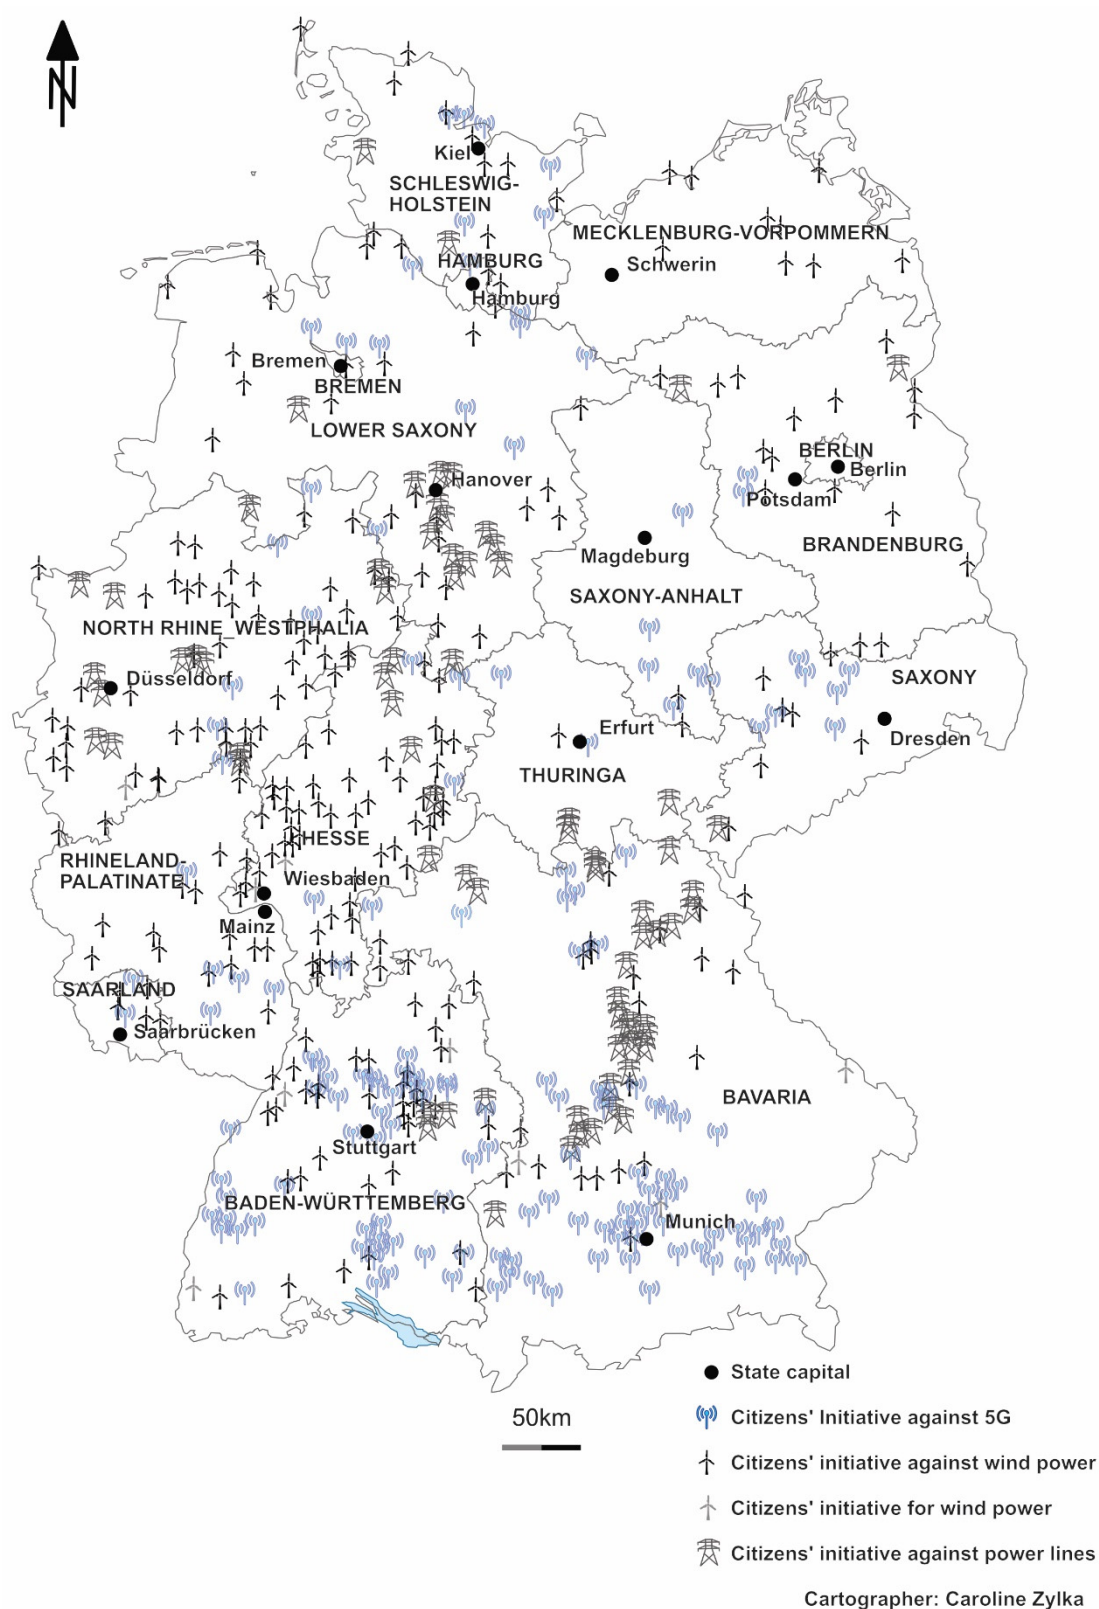 N
Kiel
SCHLESWIG-
HOLSTEIN
MECKLENBURG-VORPOMMERN
HAMBURG
Schwerin
Hamburg
Bremen
BREMEN
LOWER SAXONY
BERLIN
Berlin
Hanover
Potsdam
BRANDENBURG
Magdeburg
SAXONY-ANHALT
NORTH RHINE_WESTPHALIA
Düsseldorf
SAXONY
Erfurt
Dresden
THURINGA
HESSE
RHINELAND-
PALATINATE
Wiesbaden
Mainz
SAARLAND
Saarbrücken
BAVARIA
Stuttgart
BADEN-WÜRTTEMBERG
Munich
State capital
50km
Citizens' Initiative against 5G
Citizens' initiative against wind power
Citizens' initiative for wind power
Citizens' initiative against power lines
Cartographer: Caroline Zylka